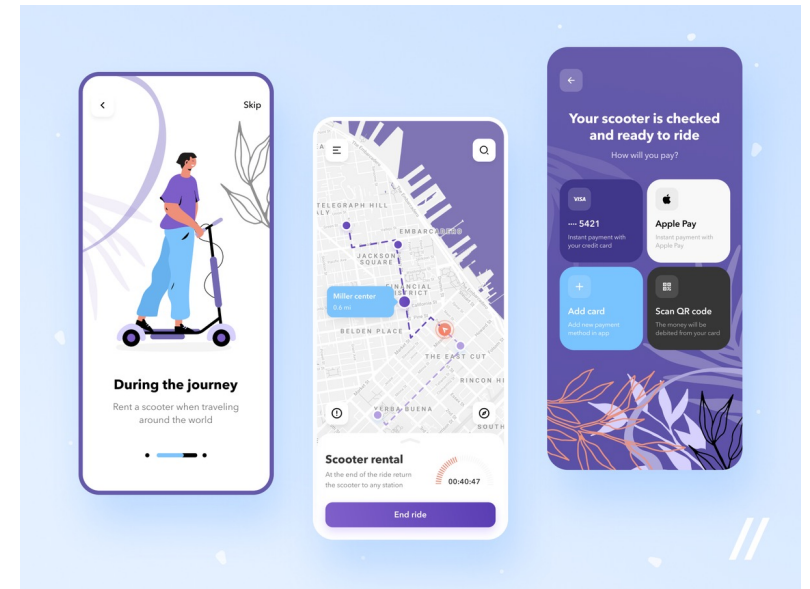 Skip
During the journey
Rent a scooter when traveling
around the world
TELEGRAPH HILL
EMBARCADERO
JACKSON
SQUARE
FINANCIAL
DISTRICT
Miller center
0.6 mi
BELDEN PLACE
THE EAST CUT
RINCON HI
YERBA BUENA
SOUTH
Scooter rental
At the end of the ride return
the scooter to any station
00:40:47
End ride
Your scooter is checked
and ready to ride
How will you pay?
VISA
···· 5421
Instant payment with
your credit card
Apple Pay
Instant payment with
Apple Pay
Add card
Add new payment
method in app
Scan QR code
The money will be
debited from your card